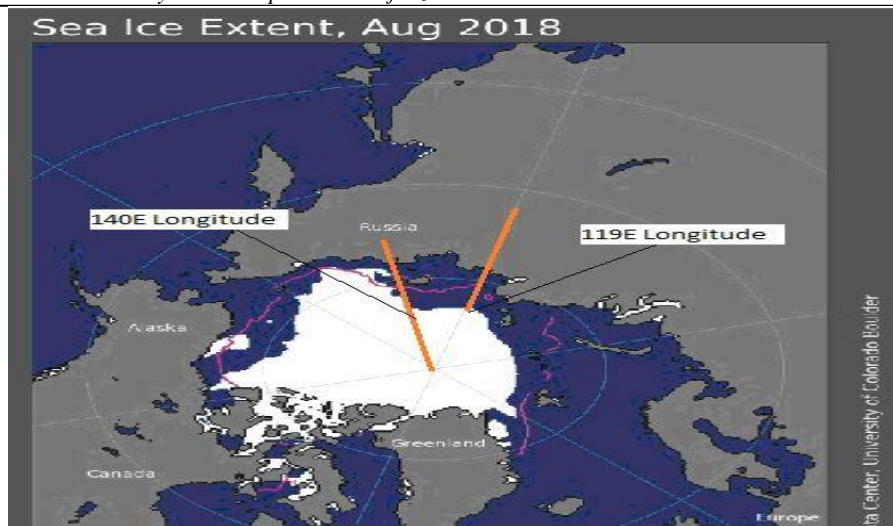 Sea Ice Extent, Aug 2018
140E Longitude
Russia
119E Longitude
Alaska
Greenland
Canada
Europe
ta Center, University of Colorado Boulder